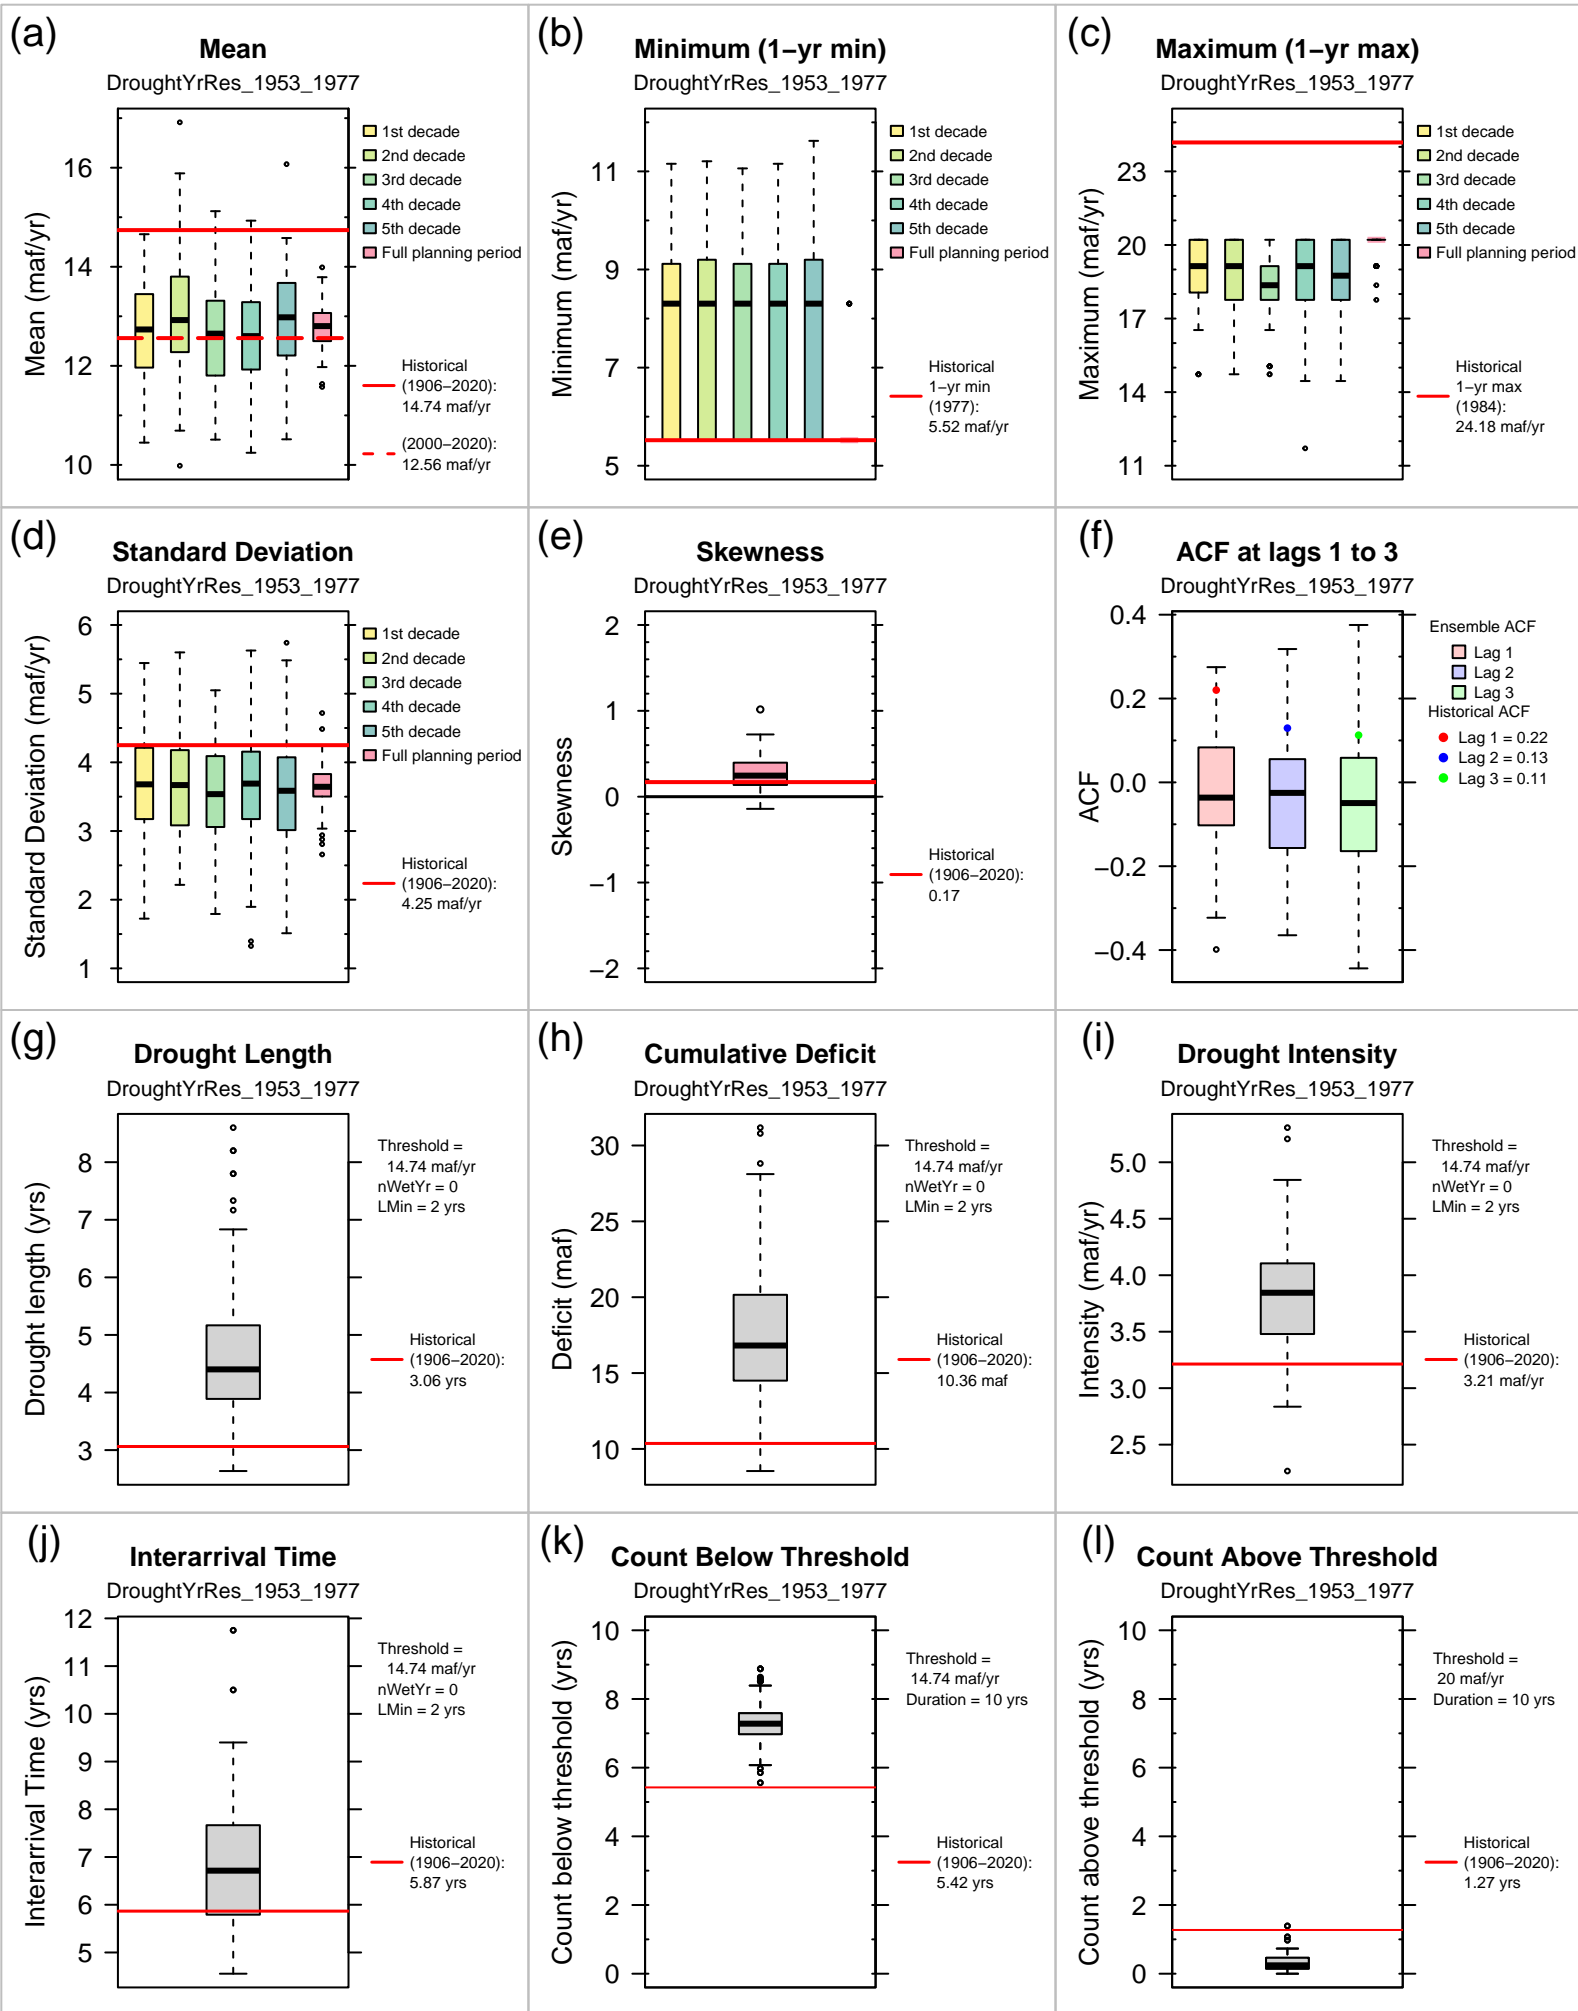 (a)
Mean
DroughtYrRes_1953_1977
Mean (maf/yr)
16
14
12
10
1st decade
2nd decade
3rd decade
4th decade
5th decade
Full planning period
Historical
(1906−2020):
14.74 maf/yr
(2000−2020):
12.56 maf/yr
(b)
Minimum (1−yr min)
DroughtYrRes_1953_1977
Minimum (maf/yr)
11
9
7
5
1st decade
2nd decade
3rd decade
4th decade
5th decade
Full planning period
Historical
1−yr min
(1977):
5.52 maf/yr
(c)
Maximum (1−yr max)
DroughtYrRes_1953_1977
Maximum (maf/yr)
23
20
17
14
11
1st decade
2nd decade
3rd decade
4th decade
5th decade
Full planning period
Historical
1−yr max
(1984):
24.18 maf/yr
(d)
Standard Deviation
DroughtYrRes_1953_1977
Standard Deviation (maf/yr)
6
5
4
3
2
1
1st decade
2nd decade
3rd decade
4th decade
5th decade
Full planning period
Historical
(1906−2020):
4.25 maf/yr
(e)
Skewness
DroughtYrRes_1953_1977
Skewness
2
1
0
−1
−2
Historical
(1906−2020):
0.17
(f)
ACF at lags 1 to 3
DroughtYrRes_1953_1977
ACF
0.4
0.2
0.0
−0.2
−0.4
Ensemble ACF
Lag 1
Lag 2
Lag 3
Historical ACF
Lag 1 = 0.22
Lag 2 = 0.13
Lag 3 = 0.11
(g)
Drought Length
DroughtYrRes_1953_1977
Drought length (yrs)
8
7
6
5
4
3
Threshold =
14.74 maf/yr
nWetYr = 0
LMin = 2 yrs
Historical
(1906−2020):
3.06 yrs
(h)
Cumulative Deficit
DroughtYrRes_1953_1977
Deficit (maf)
30
25
20
15
10
Threshold =
14.74 maf/yr
nWetYr = 0
LMin = 2 yrs
Historical
(1906−2020):
10.36 maf
(i)
Drought Intensity
DroughtYrRes_1953_1977
Intensity (maf/yr)
5.0
4.5
4.0
3.5
3.0
2.5
Threshold =
14.74 maf/yr
nWetYr = 0
LMin = 2 yrs
Historical
(1906−2020):
3.21 maf/yr
(j)
Interarrival Time
DroughtYrRes_1953_1977
Interarrival Time (yrs)
12
11
10
9
8
7
6
5
Threshold =
14.74 maf/yr
nWetYr = 0
LMin = 2 yrs
Historical
(1906−2020):
5.87 yrs
(k)
Count Below Threshold
DroughtYrRes_1953_1977
Count below threshold (yrs)
10
8
6
4
2
0
Threshold =
14.74 maf/yr
Duration = 10 yrs
Historical
(1906−2020):
5.42 yrs
(l)
Count Above Threshold
DroughtYrRes_1953_1977
Count above threshold (yrs)
10
8
6
4
2
0
Threshold =
20 maf/yr
Duration = 10 yrs
Historical
(1906−2020):
1.27 yrs